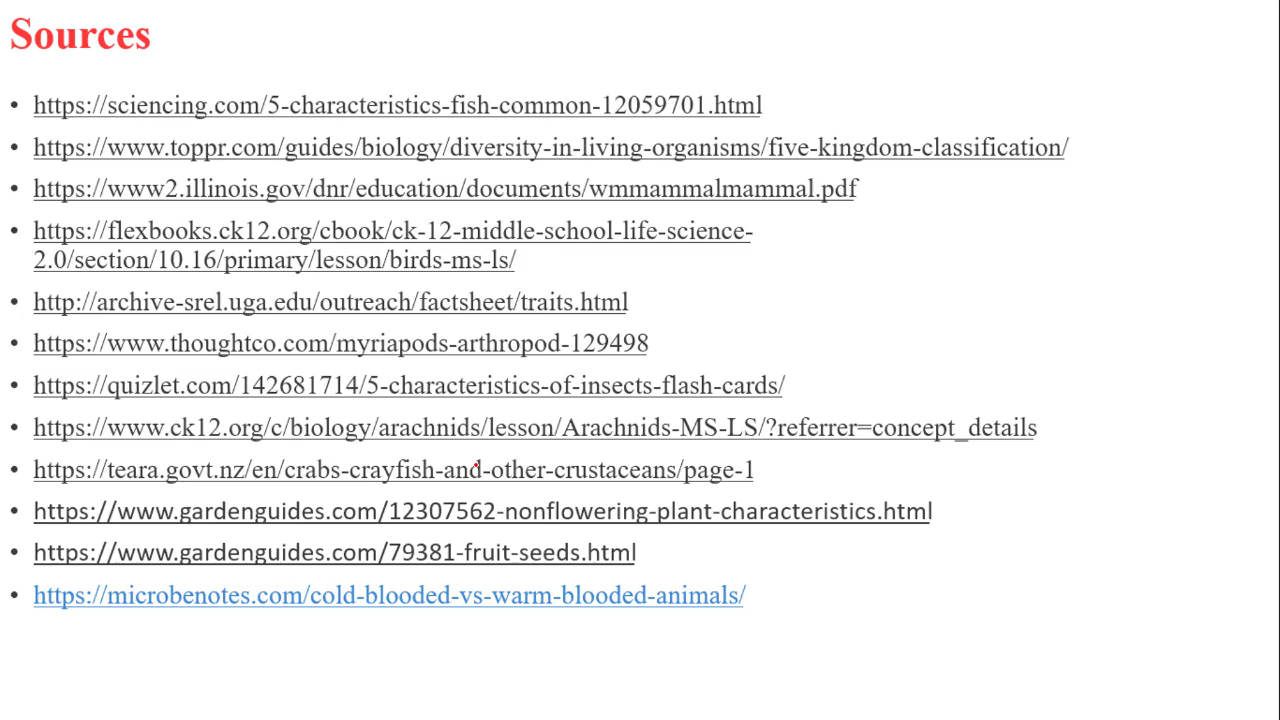 Sources
• https://sciencing.com/5-characteristics-fish-common-12059701.html
• https://www.toppr.com/guides/biology/diversity-in-living-organisms/five-kingdom-classification/
• https://www2.illinois.gov/dnr/education/documents/wmmammalmammal.pdf
• https://flexbooks.ck12.org/cbook/ck-12-middle-school-life-science-
2.0/section/10.16/primary/lesson/birds-ms-ls/
• http://archive-srel.uga.edu/outreach/factsheet/traits.html
• https://www.thoughtco.com/myriapods-arthropod-129498
• https://quizlet.com/142681714/5-characteristics-of-insects-flash-cards/
• https://www.ck12.org/c/biology/arachnids/lesson/Arachnids-MS-LS/?referrer=concept_details
• https://teara.govt.nz/en/crabs-crayfish-and-other-crustaceans/page-1
• https://www.gardenguides.com/12307562-nonflowering-plant-characteristics.html
• https://www.gardenguides.com/79381-fruit-seeds.html
• https://microbenotes.com/cold-blooded-vs-warm-blooded-animals/